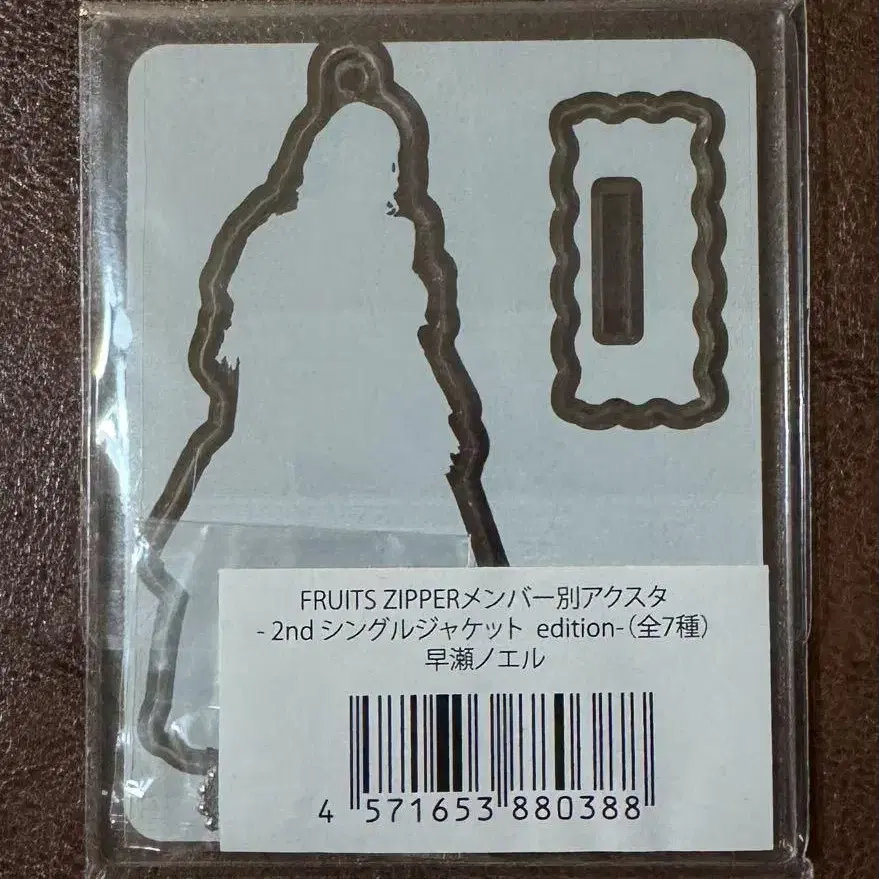 FRUITS ZIPPERメンバー別アクスタ
- 2nd シングルジャケット edition-（全7種）
早瀬ノエル
4 571653 880388